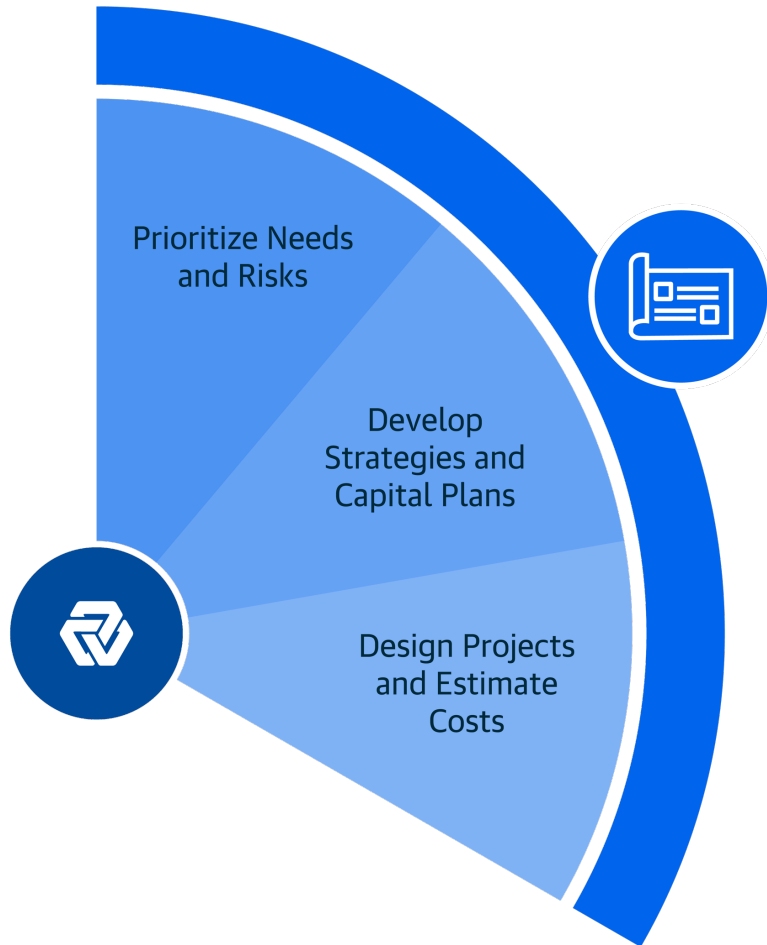 Prioritize Needs
and Risks
Develop
Strategies and
Capital Plans
Design Projects
and Estimate
Costs